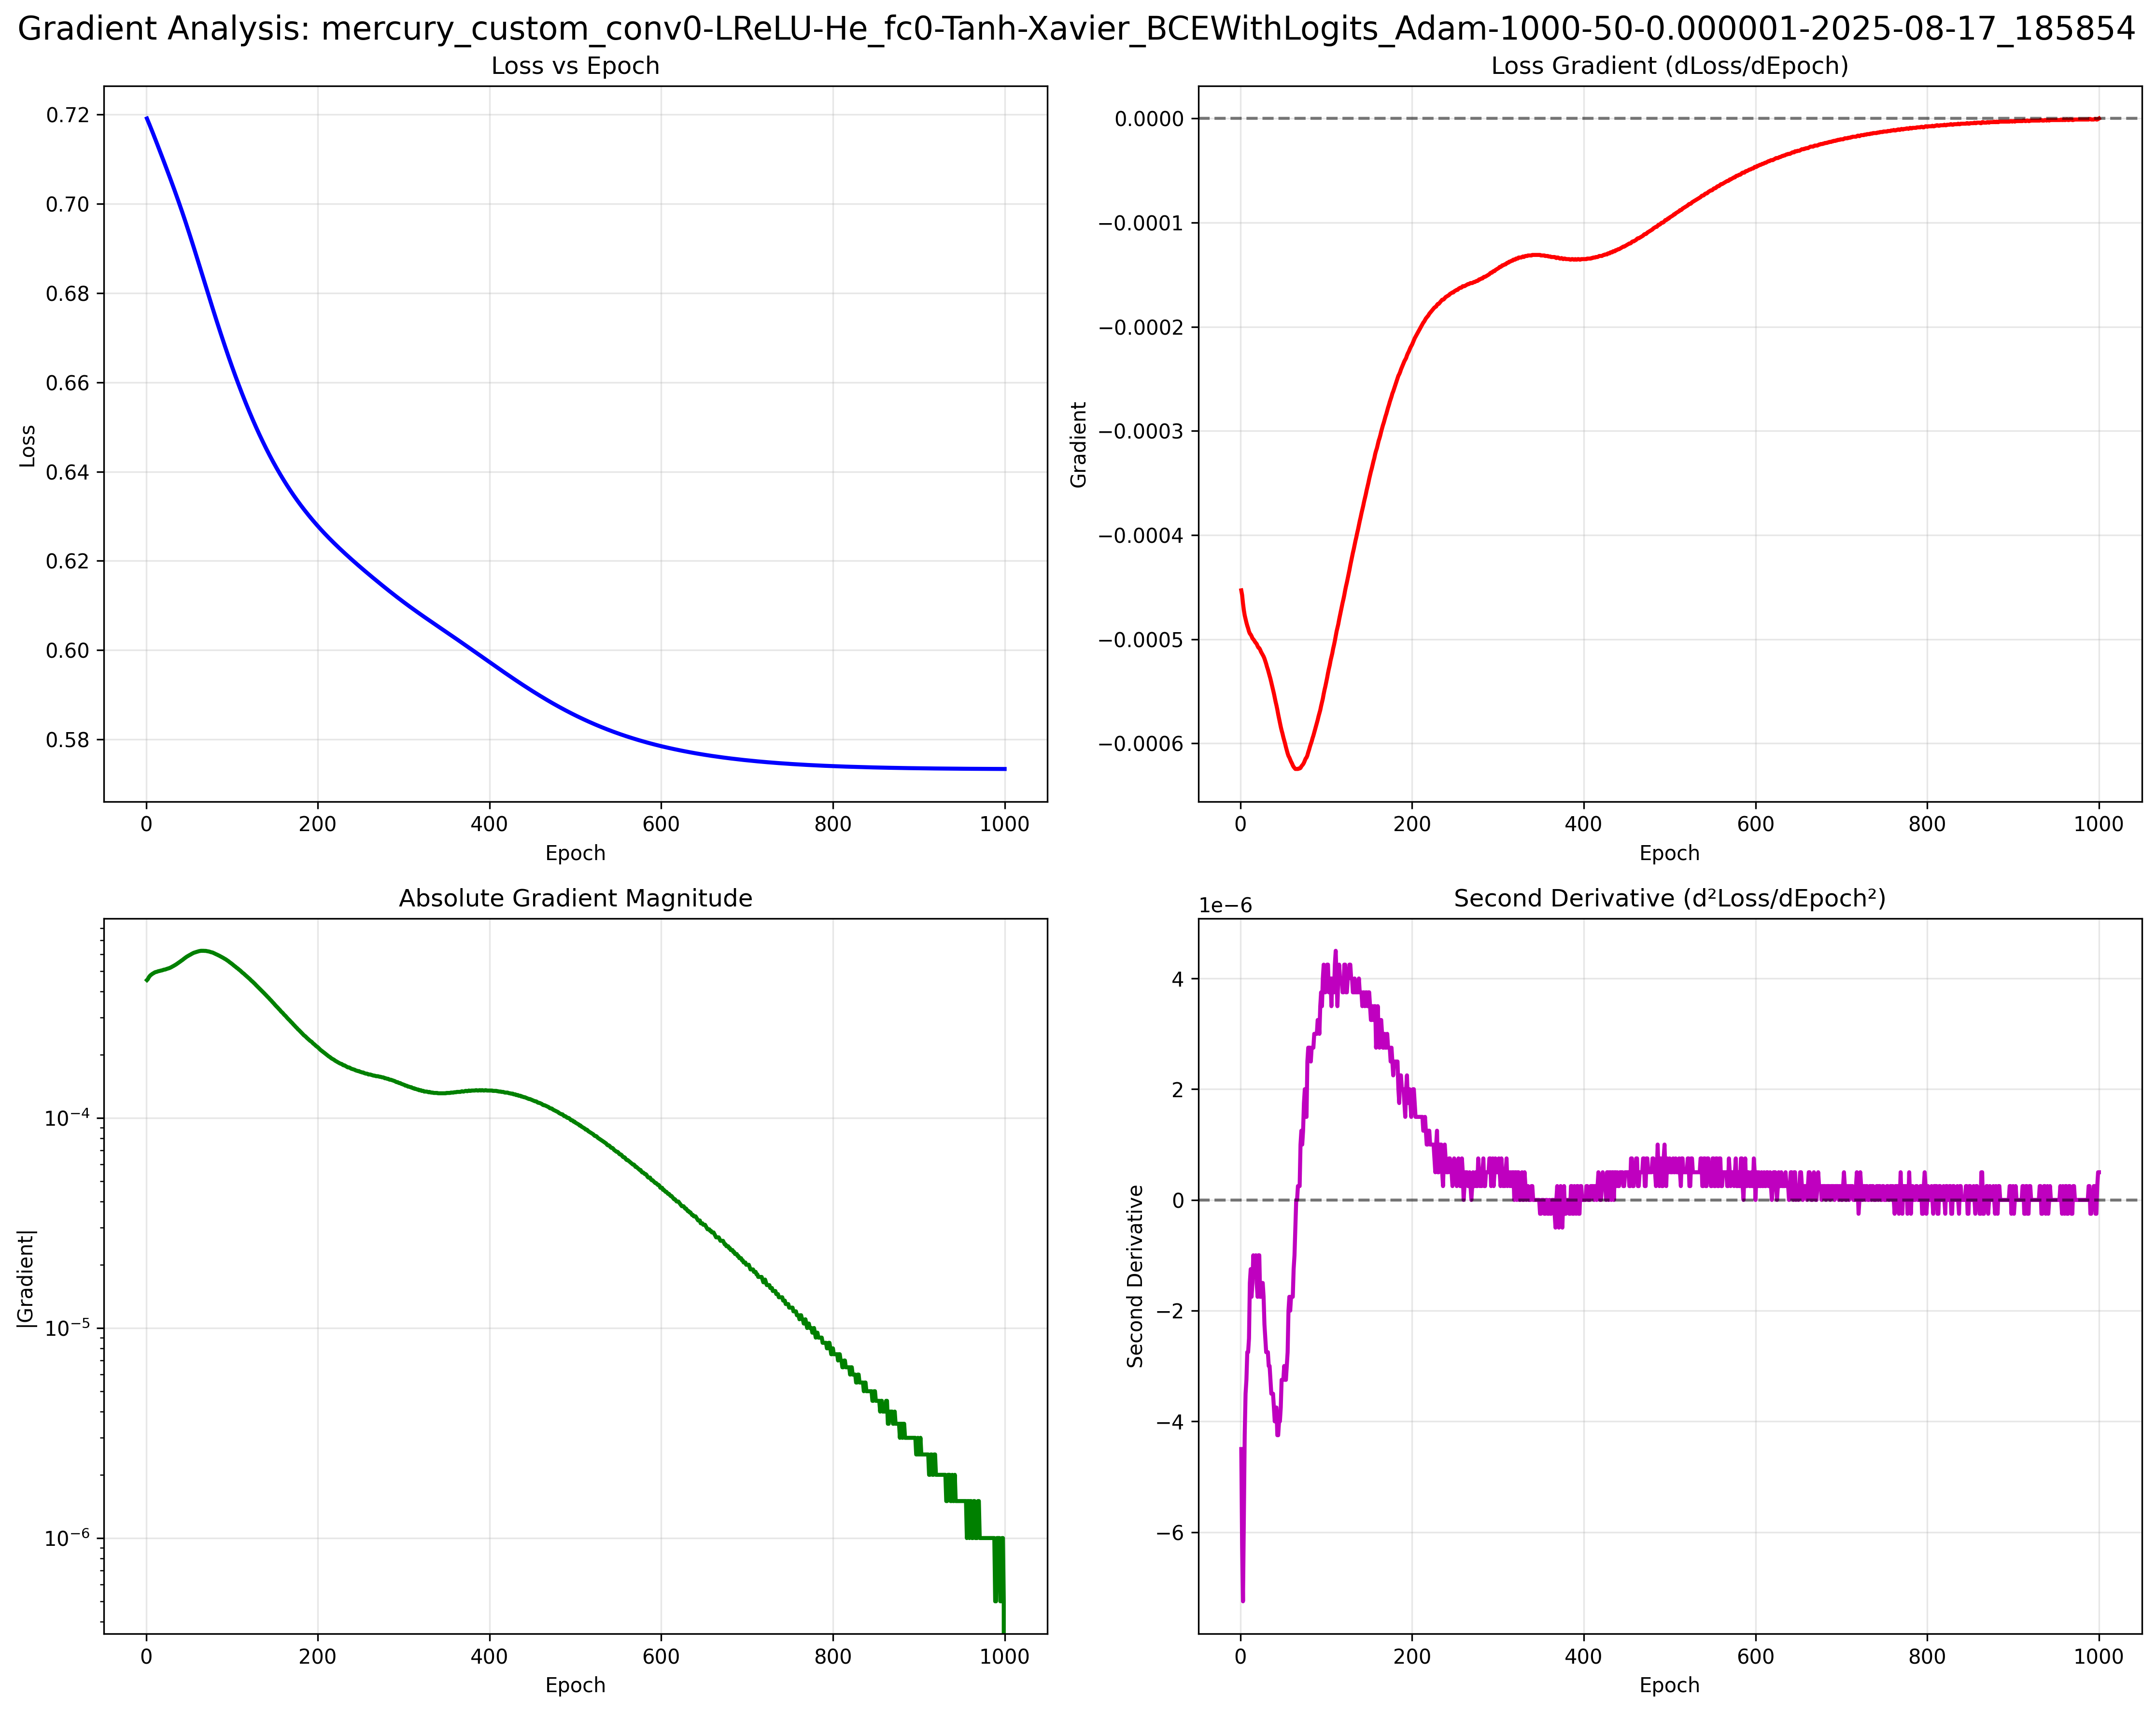 Gradient Analysis: mercury_custom_conv0-LReLU-He_fc0-Tanh-Xavier_BCEWithLogits_Adam-1000-50-0.000001-2025-08-17_185854
Loss vs Epoch
0.72
0.70
0.68
0.66
0.64
0.62
0.60
0.58
Loss
0 200 400 600 800 1000
Epoch
Loss Gradient (dLoss/dEpoch)
0.0000
−0.0001
−0.0002
−0.0003
−0.0004
−0.0005
−0.0006
Gradient
0 200 400 600 800 1000
Epoch
Absolute Gradient Magnitude
10⁻⁴
10⁻⁵
10⁻⁶
|Gradient|
0 200 400 600 800 1000
Epoch
Second Derivative (d²Loss/dEpoch²)
1e−6
4
2
0
−2
−4
−6
Second Derivative
0 200 400 600 800 1000
Epoch